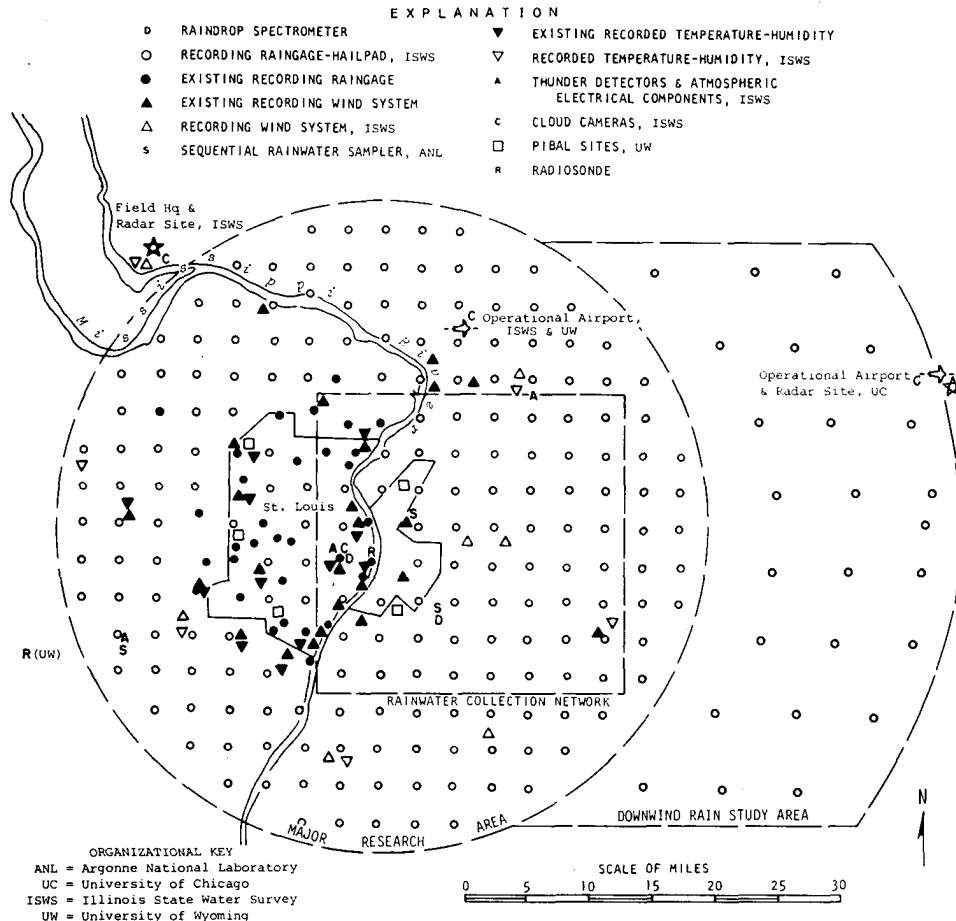 EXPLANATION
D RAINDROP SPECTROMETER
RECORDING RAINGAGE-HAILPAD, ISWS
EXISTING RECORDING RAINGAGE
EXISTING RECORDING WIND SYSTEM
RECORDING WIND SYSTEM, ISWS
S SEQUENTIAL RAINWATER SAMPLER, ANL
EXISTING RECORDED TEMPERATURE-HUMIDITY
RECORDED TEMPERATURE-HUMIDITY, ISWS
A THUNDER DETECTORS & ATMOSPHERIC
ELECTRICAL COMPONENTS, ISWS
C CLOUD CAMERAS, ISWS
PIBAL SITES, UW
R RADIOSONDE
Field Hq &
Radar Site, ISWS
C
Mississippi River
C
Operational Airport,
ISWS & UW
Operational Airport
& Radar Site, UC
C
A
A
St. Louis
S
A C
D
R
S
D
A
S
R (UW)
RAINWATER COLLECTION NETWORK
MAJOR RESEARCH AREA
DOWNWIND RAIN STUDY AREA
N
ORGANIZATIONAL KEY
ANL = Argonne National Laboratory
UC = University of Chicago
ISWS = Illinois State Water Survey
UW = University of Wyoming
SCALE OF MILES
0 5 10 15 20 25 30